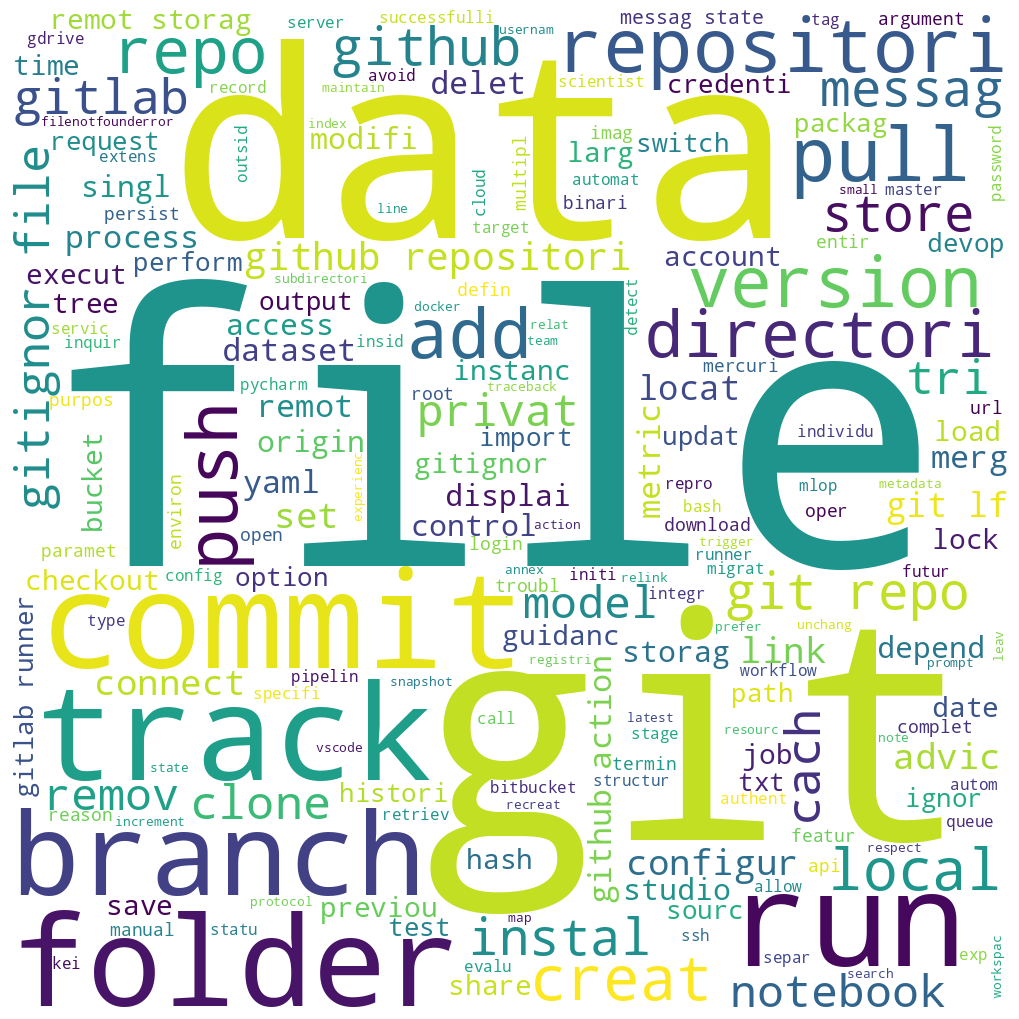 remot storag
server
successfulli
usernam
messag state
tag
argument
gdrive
repo
github
repositori
time
avoid
delet
scientist
credenti
messag
gitlab
record
maintain
data
filenotfounderror
index
modifi
imag
switch
packag
pull
request
extens
outsid
larg
password
singl
cloud
multipl
automat
small
master
gitignor file
persist
line
binari
store
process
target
entir
devop
perform
github repositori
account
execut
subdirectori
version
tree
output
defin
detect
servic
access
docker
add
relat
directori
inquir
dataset
insid
team
mercuri
file
purpos
pycharm
root
instanc
traceback
locat
tri
remot
privat
url
push
origin
import
updat
individu
load
bucket
metric
merg
gitignor
yaml
repro
mlop
metadata
environ
set
experienc
displai
bash
oper
git lf
open
control
action
download
lock
paramet
login
trigger
runner
checkout
config
option
annex
initi
relink
migrat
futur
troubl
integr
git repo
commit
model
type
guidanc
prefer
unchang
leav
gitlab runner
storag
link
depend
connect
pipelin
registri
workflow
prompt
specifi
snapshot
path
date
track
git
call
github action
latest
resourc
cach
complet
vscode
stage
note
state
termin
job
advic
remov
clone
histori
bitbucket
structur
txt
autom
reason
increment
retriev
recreat
authent
ignor
queue
branch
featur
hash
configur
api
respect
local
studio
allow
save
protocol
previou
sourc
run
manual
statu
test
map
folder
instal
ssh
kei
evalu
separ
search
exp
workspac
share
creat
notebook